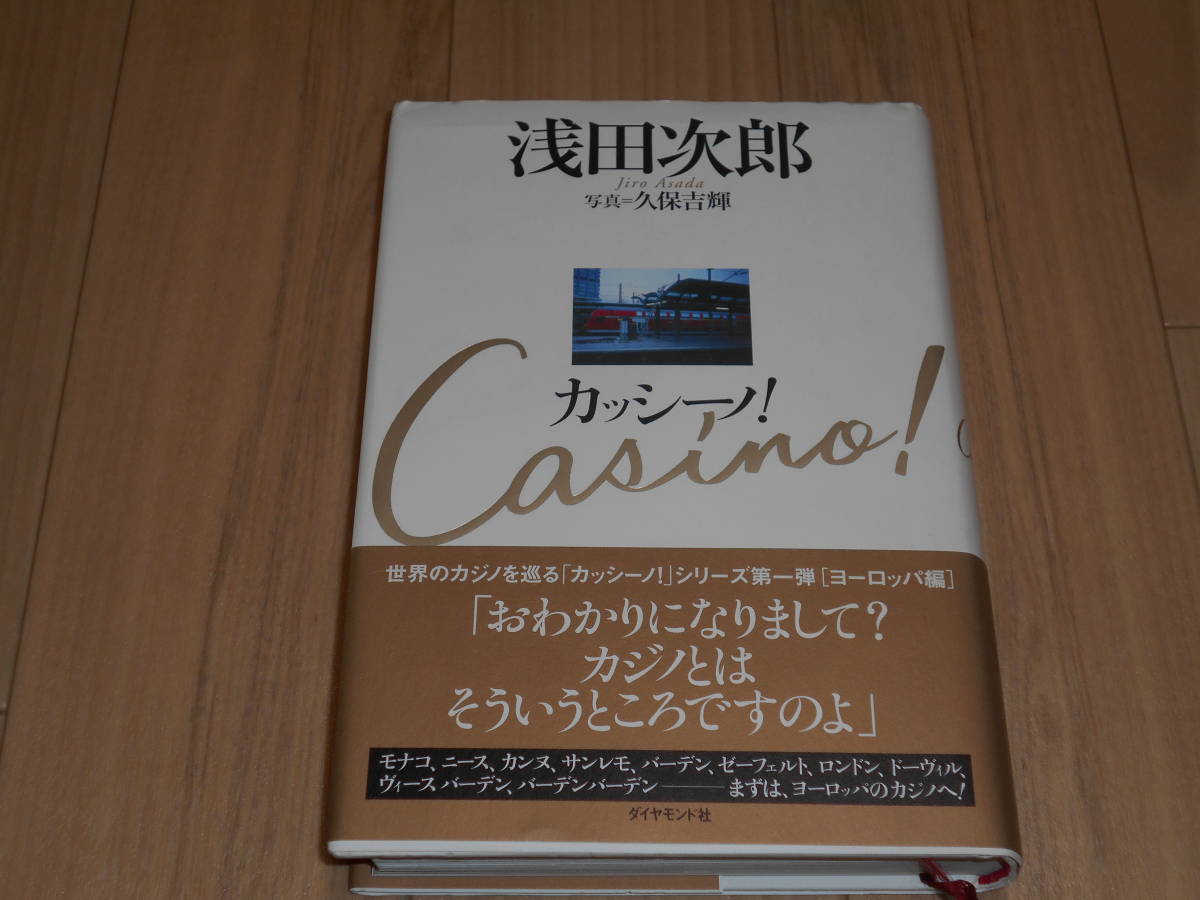 浅田次郎
Jiro Asada
写真=久保吉輝
カッシーノ!
Casino!
世界のカジノを巡る「カッシーノ!」シリーズ第一弾[ヨーロッパ編]
「おわかりになりまして?
カジノとは
そういうところですのよ」
モナコ、ニース、カンヌ、サンレモ、バーデン、ゼーフェルト、ロンドン、ドーヴィル、
ヴィースバーデン、バーデンバーデン――まずは、ヨーロッパのカジノへ!
ダイヤモンド社